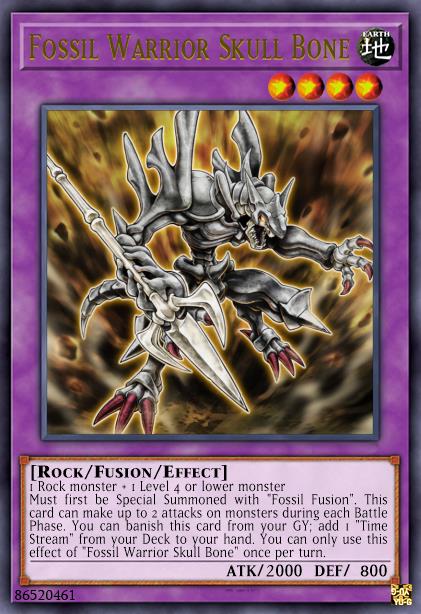 Fossil Warrior Skull Bone
EARTH
地
[Rock/Fusion/Effect]
1 Rock monster + 1 Level 4 or lower monster
Must first be Special Summoned with "Fossil Fusion". This
card can make up to 2 attacks on monsters during each Battle
Phase. You can banish this card from your GY; add 1 "Time
Stream" from your Deck to your hand. You can only use this
effect of "Fossil Warrior Skull Bone" once per turn.
ATK/2000 DEF/ 800
86520461